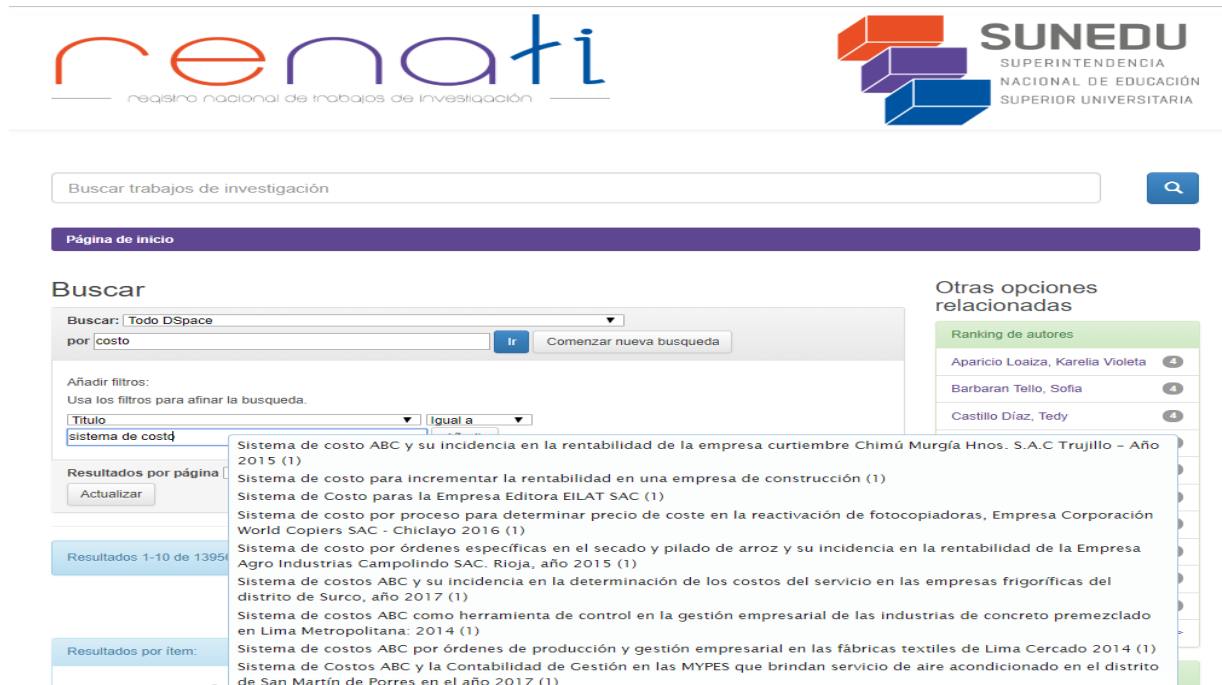 renati
registro nacional de trabajos de investigación
SUNEDU
SUPERINTENDENCIA
NACIONAL DE EDUCACIÓN
SUPERIOR UNIVERSITARIA
Buscar trabajos de investigación
Página de inicio
Buscar
Buscar: Todo DSpace
por costo Ir Comenzar nueva busqueda
Añadir filtros:
Usa los filtros para afinar la busqueda.
Titulo Igual a
sistema de costo
Resultados por página
Actualizar
Resultados 1-10 de 1395
Resultados por ítem:
Sistema de costo ABC y su incidencia en la rentabilidad de la empresa curtiembre Chimú Murgía Hnos. S.A.C Trujillo – Año
2015 (1)
Sistema de costo para incrementar la rentabilidad en una empresa de construcción (1)
Sistema de Costo paras la Empresa Editora EILAT SAC (1)
Sistema de costo por proceso para determinar precio de coste en la reactivación de fotocopiadoras, Empresa Corporación
World Copiers SAC - Chiclayo 2016 (1)
Sistema de costo por órdenes específicas en el secado y pilado de arroz y su incidencia en la rentabilidad de la Empresa
Agro Industrias Campolindo SAC. Rioja, año 2015 (1)
Sistema de costos ABC y su incidencia en la determinación de los costos del servicio en las empresas frigoríficas del
distrito de Surco, año 2017 (1)
Sistema de costos ABC como herramienta de control en la gestión empresarial de las industrias de concreto premezclado
en Lima Metropolitana: 2014 (1)
Sistema de costos ABC por órdenes de producción y gestión empresarial en las fábricas textiles de Lima Cercado 2014 (1)
Sistema de Costos ABC y la Contabilidad de Gestión en las MYPES que brindan servicio de aire acondicionado en el distrito
de San Martín de Porres en el año 2017 (1)
Otras opciones
relacionadas
Ranking de autores
Aparicio Loaiza, Karelia Violeta 4
Barbaran Tello, Sofia 4
Castillo Díaz, Tedy 4